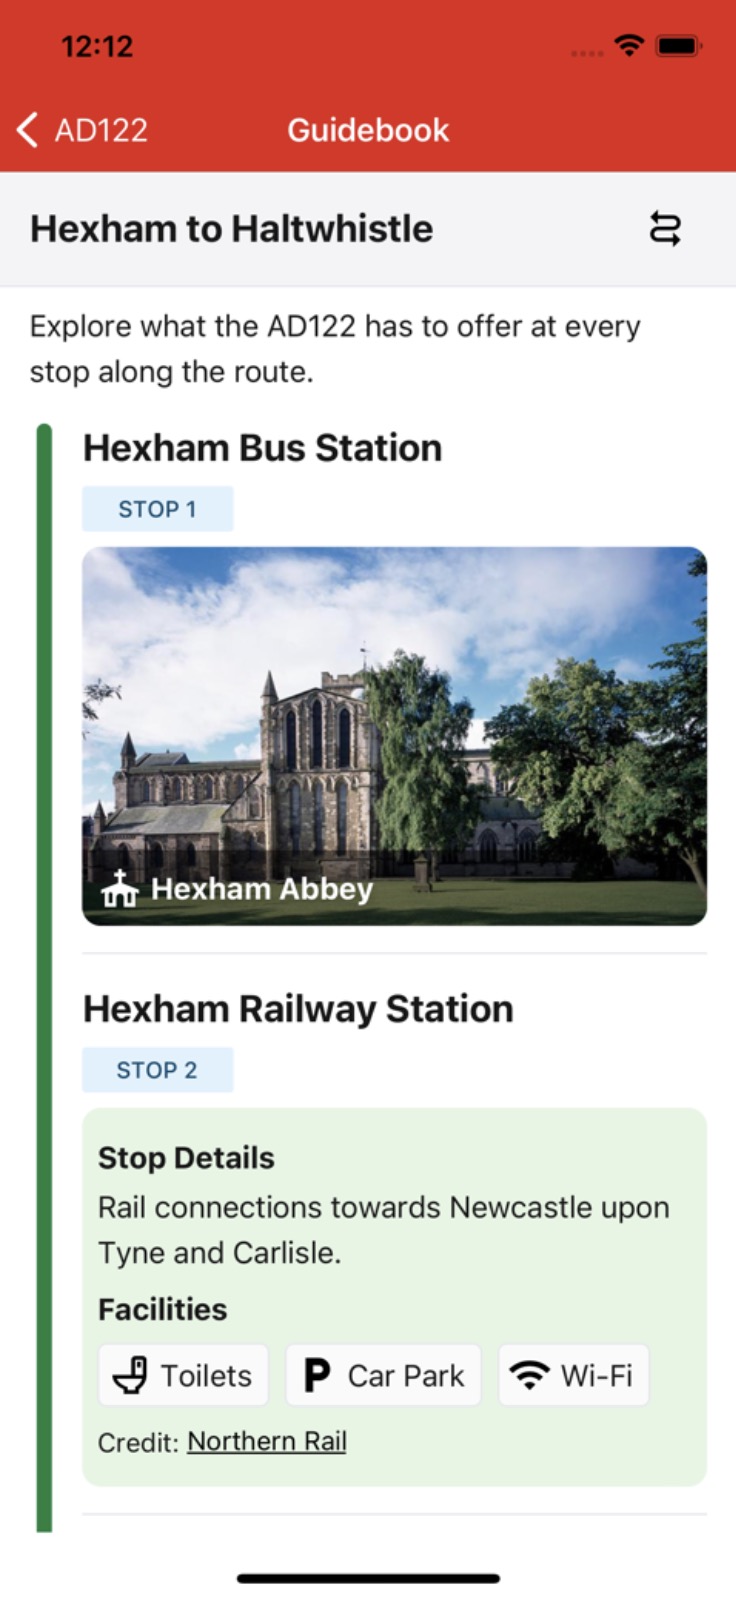 12:12
AD122
Guidebook
Hexham to Haltwhistle
Explore what the AD122 has to offer at every
stop along the route.
Hexham Bus Station
STOP 1
Hexham Abbey
Hexham Railway Station
STOP 2
Stop Details
Rail connections towards Newcastle upon
Tyne and Carlisle.
Facilities
Toilets
P Car Park
Wi-Fi
Credit: Northern Rail